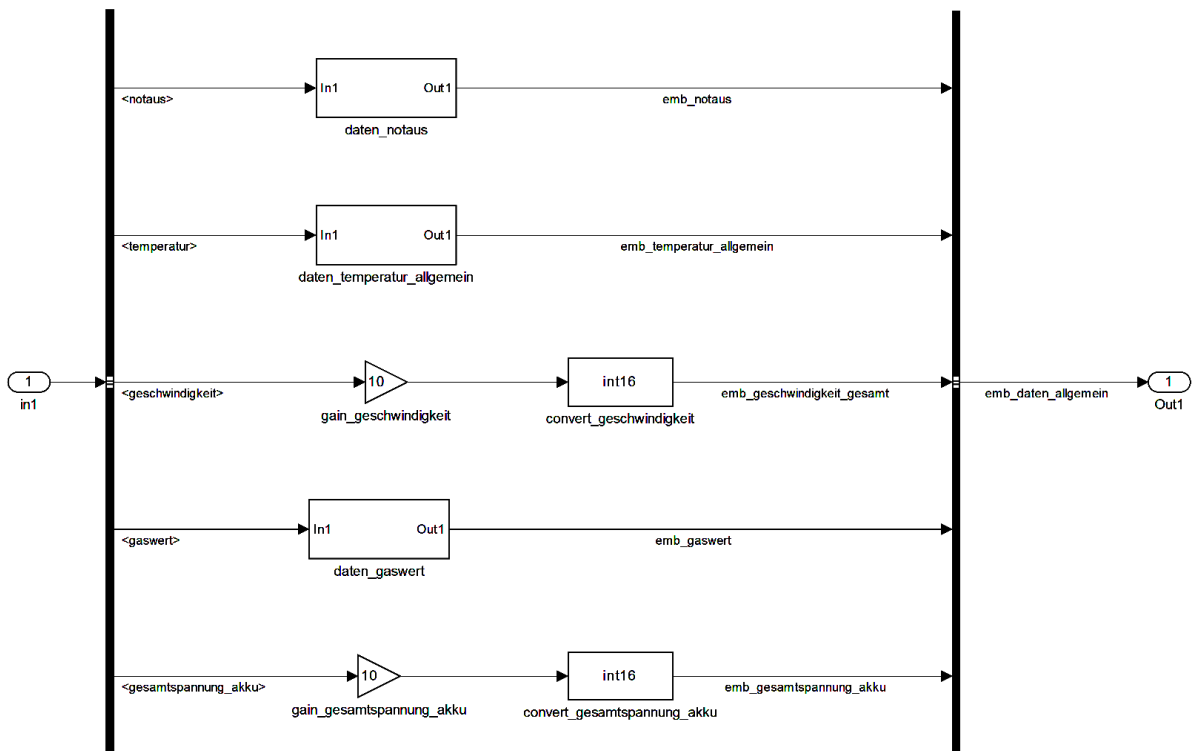 In1 Out1
<notaus> emb_notaus
daten_notaus
In1 Out1
<temperatur> emb_temperatur_allgemein
daten_temperatur_allgemein
1 10 int16 1
in1 <geschwindigkeit> emb_geschwindigkeit_gesamt emb_daten_allgemein Out1
gain_geschwindigkeit convert_geschwindigkeit
In1 Out1
<gaswert> emb_gaswert
daten_gaswert
10 int16
<gesamtspannung_akku> emb_gesamtspannung_akku
gain_gesamtspannung_akku convert_gesamtspannung_akku